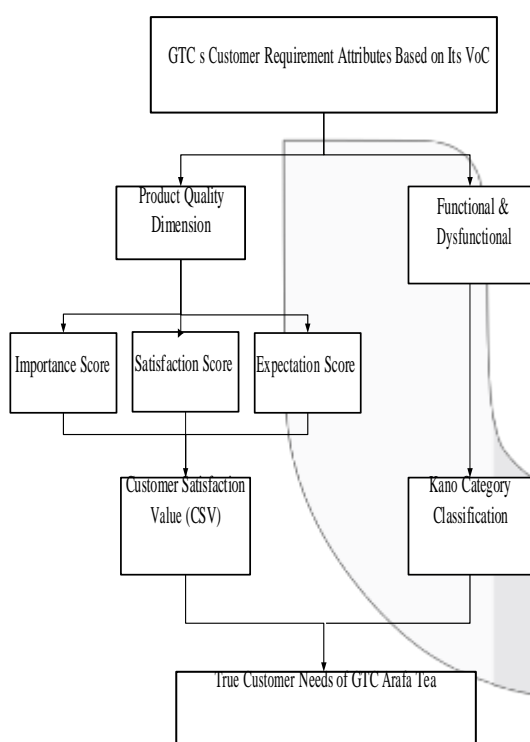 GTC s Customer Requirement Attributes Based on Its VoC
Product Quality
Dimension
Functional &
Dysfunctional
Importance Score
Satisfaction Score
Expectation Score
Customer Satisfaction
Value (CSV)
Kano Category
Classification
True Customer Needs of GTC Arafa Tea